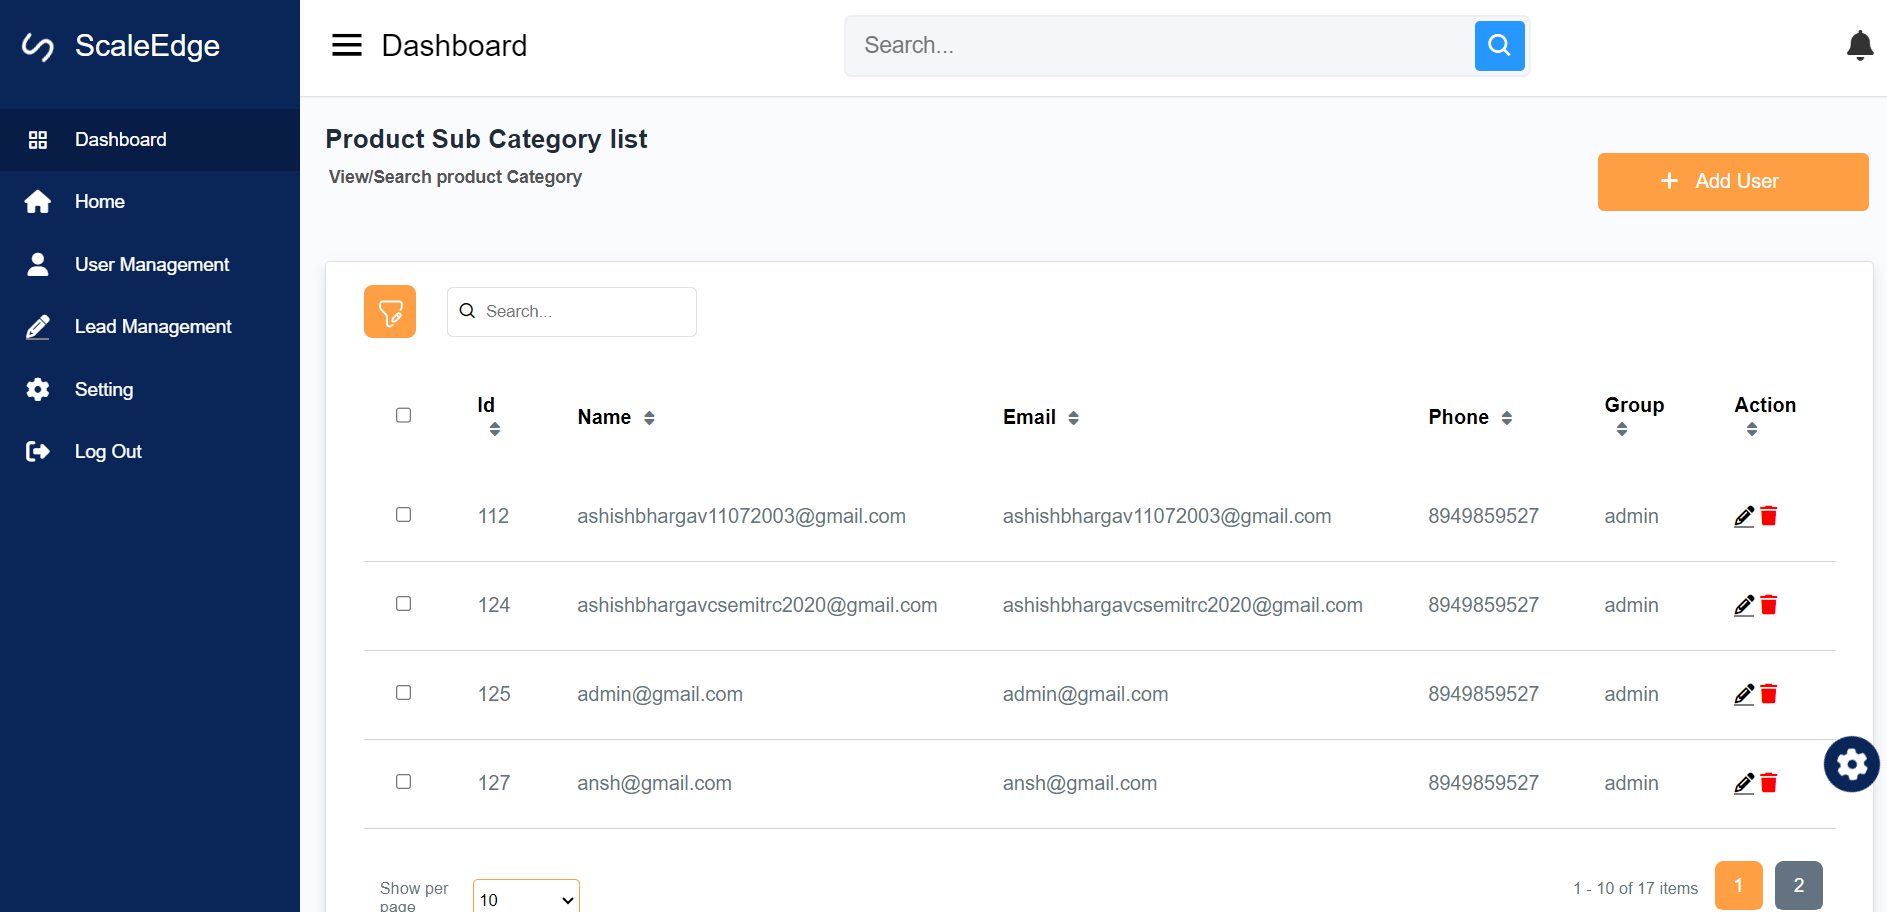 ScaleEdge
Dashboard
Search...
Dashboard
Home
User Management
Lead Management
Setting
Log Out
Product Sub Category list
View/Search product Category
+ Add User
Search...
Id Name Email Phone Group Action
112 ashishbhargav11072003@gmail.com ashishbhargav11072003@gmail.com 8949859527 admin
124 ashishbhargavcsemitrc2020@gmail.com ashishbhargavcsemitrc2020@gmail.com 8949859527 admin
125 admin@gmail.com admin@gmail.com 8949859527 admin
127 ansh@gmail.com ansh@gmail.com 8949859527 admin
Show per
page
10
1 - 10 of 17 items 1 2